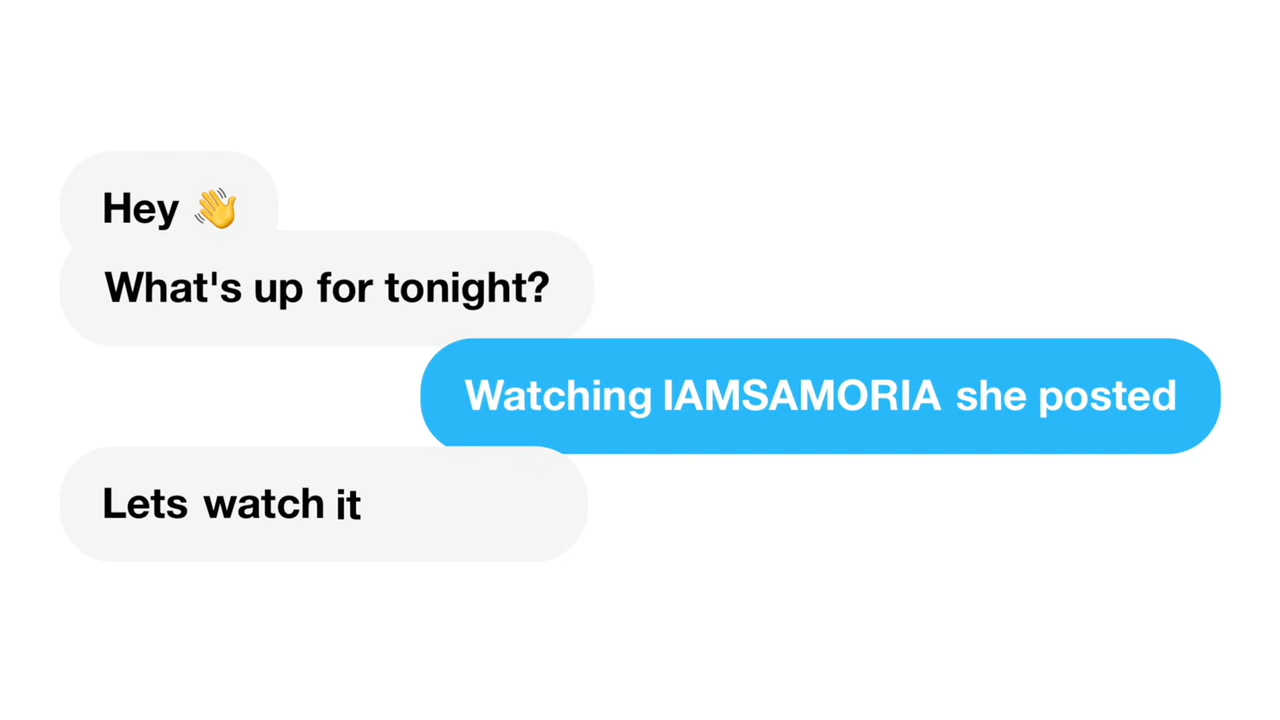 Hey 👋
What's up for tonight?
Watching IAMSAMORIA she posted
Lets watch it